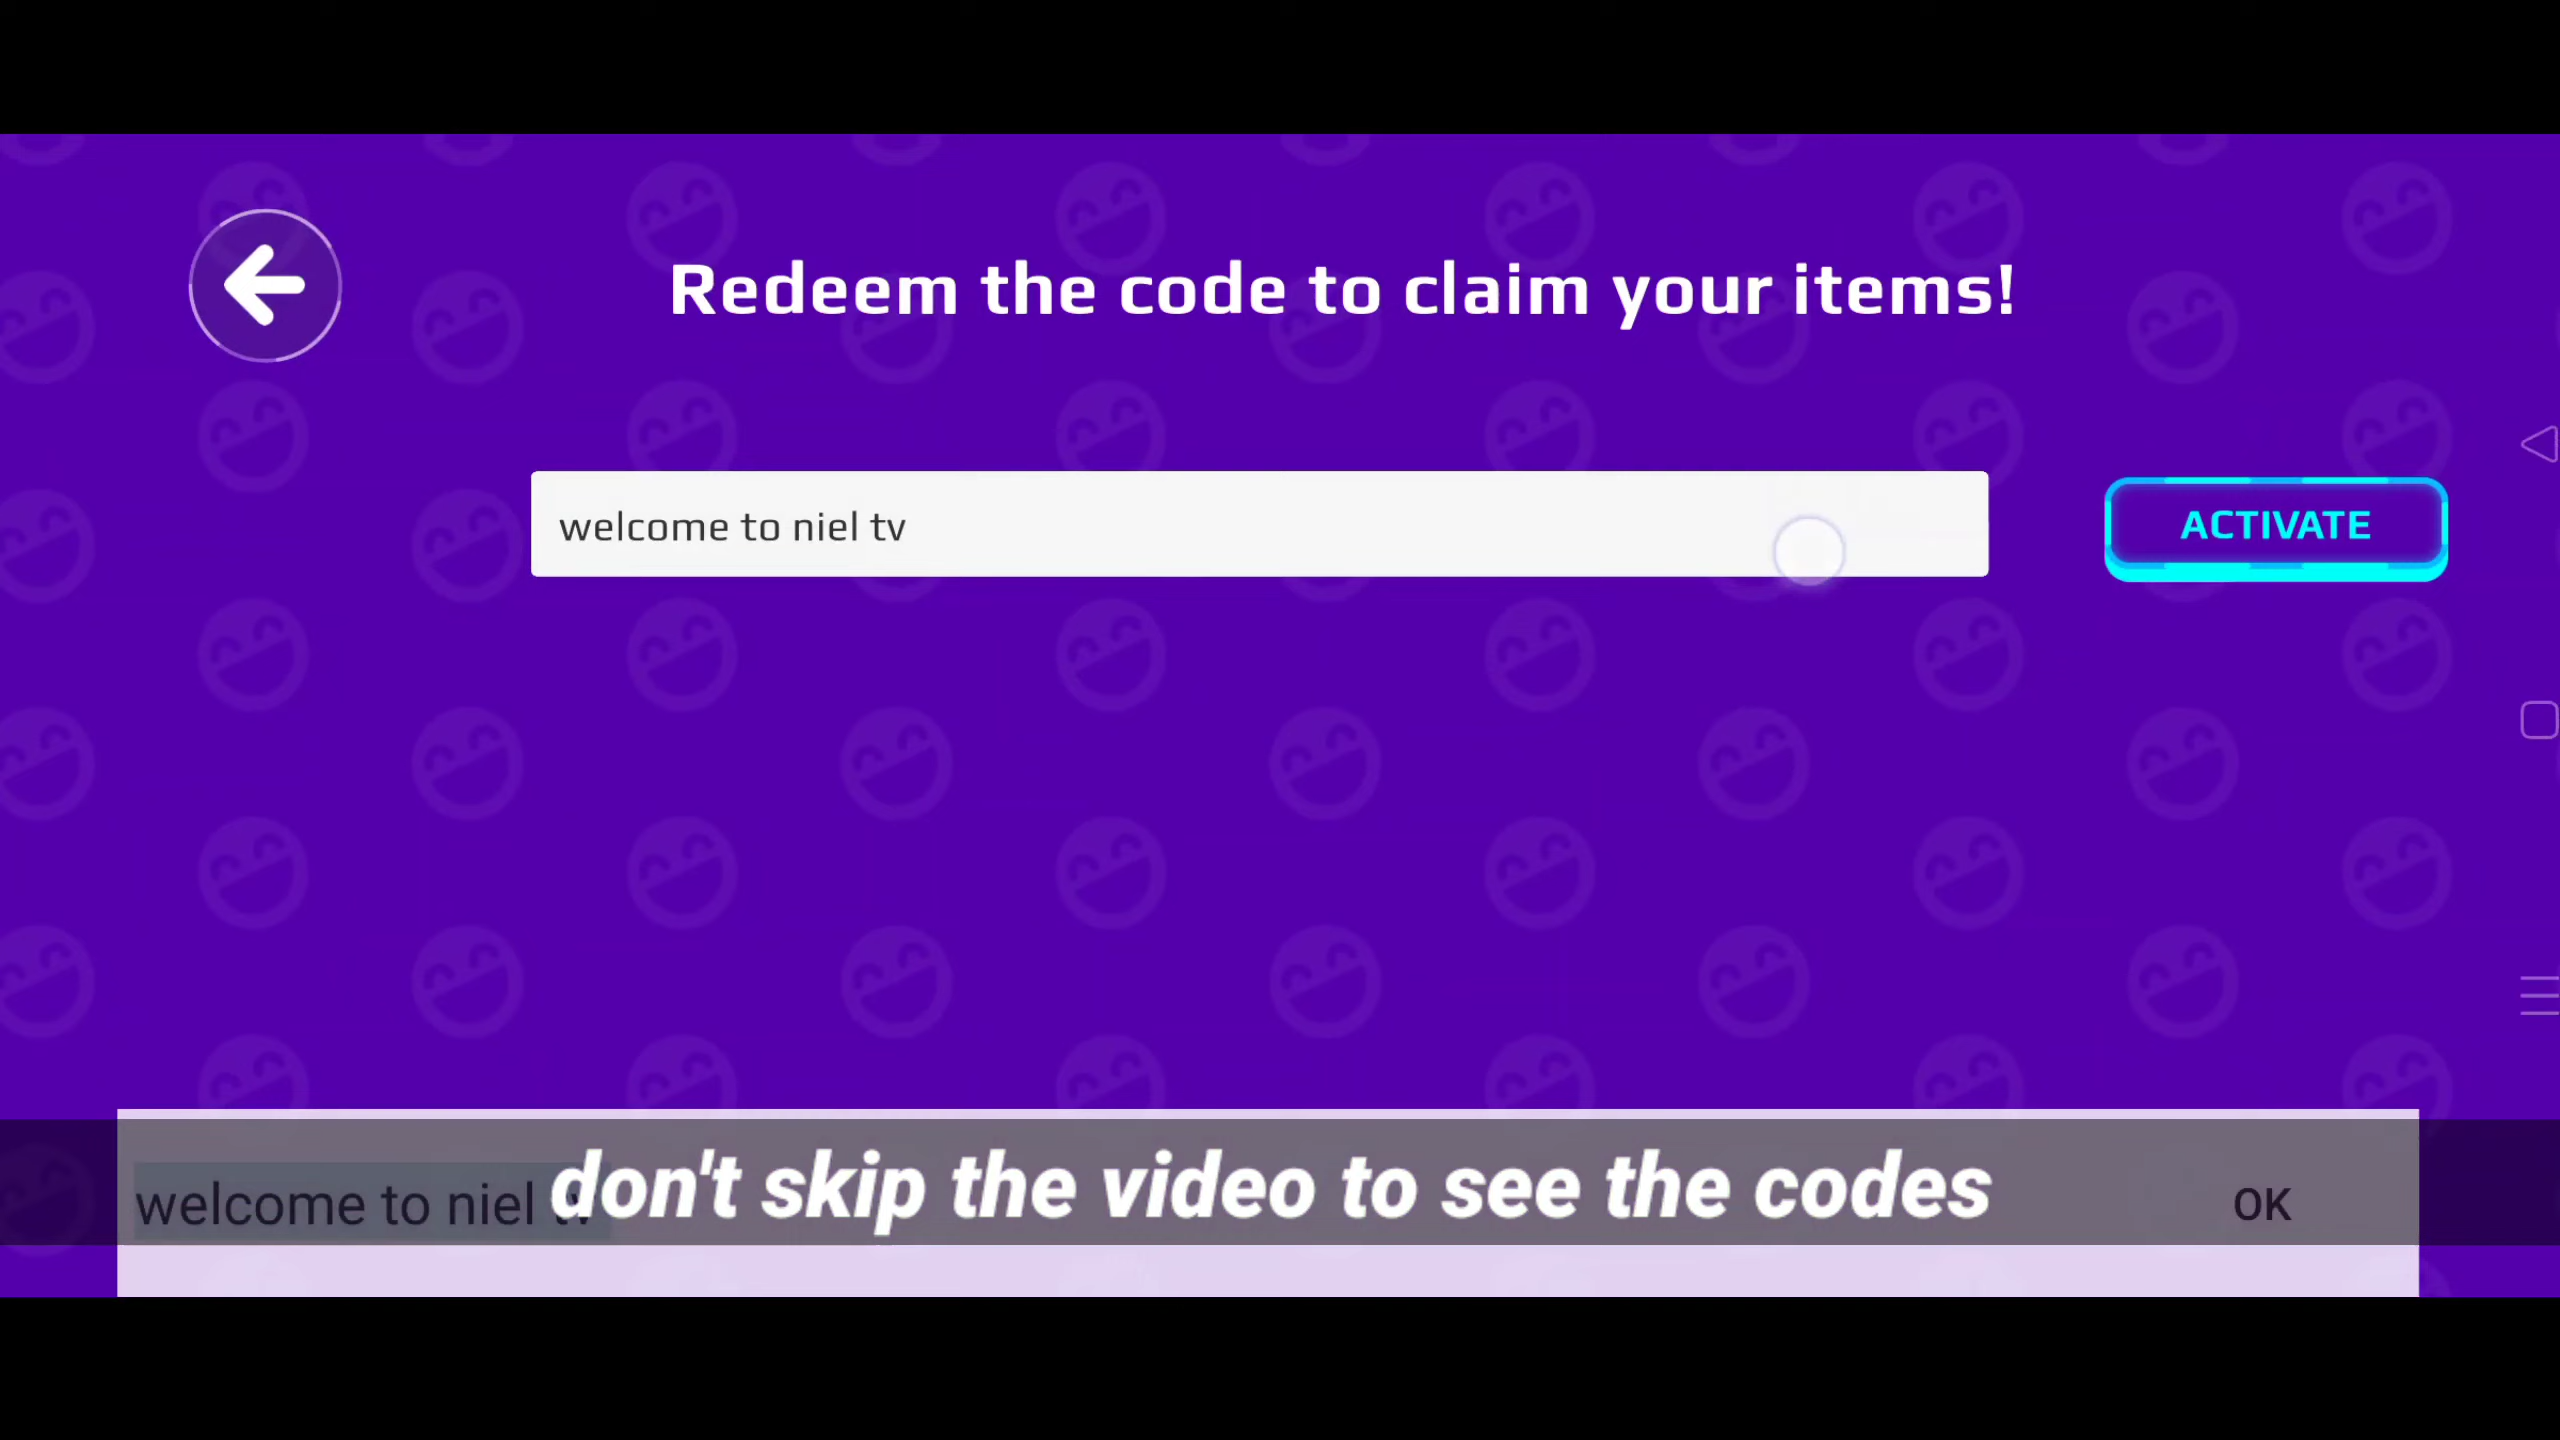 Redeem the code to claim your items!
welcome to niel tv
ACTIVATE
welcome to niel tv
don't skip the video to see the codes
OK